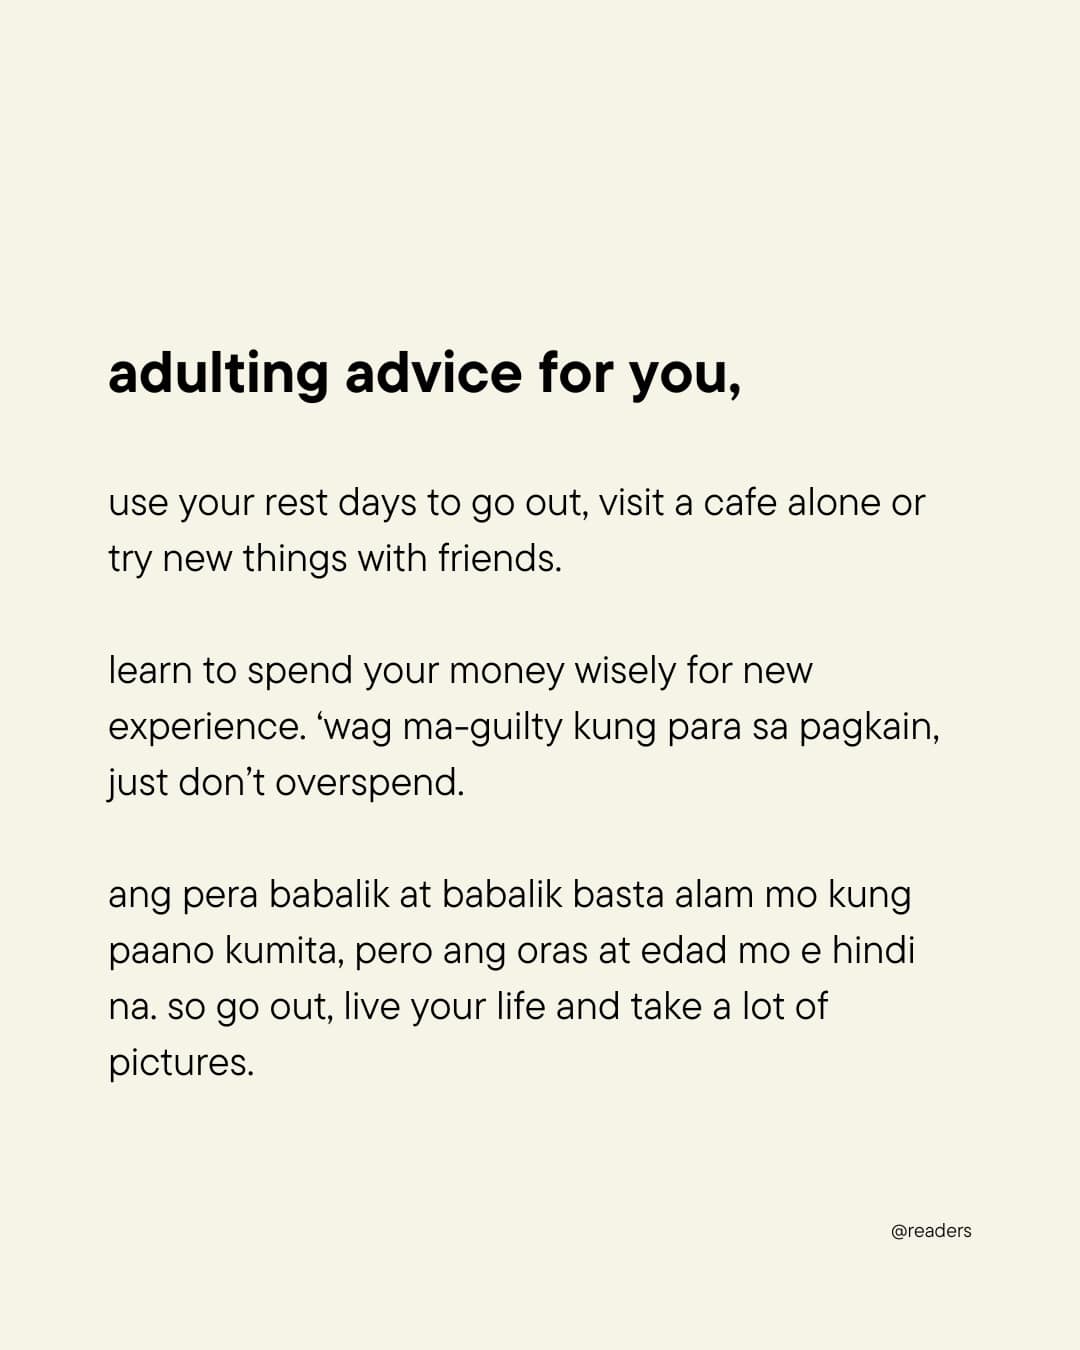 adulting advice for you,
use your rest days to go out, visit a cafe alone or
try new things with friends.
learn to spend your money wisely for new
experience. ‘wag ma-guilty kung para sa pagkain,
just don’t overspend.
ang pera babalik at babalik basta alam mo kung
paano kumita, pero ang oras at edad mo e hindi
na. so go out, live your life and take a lot of
pictures.
@readers